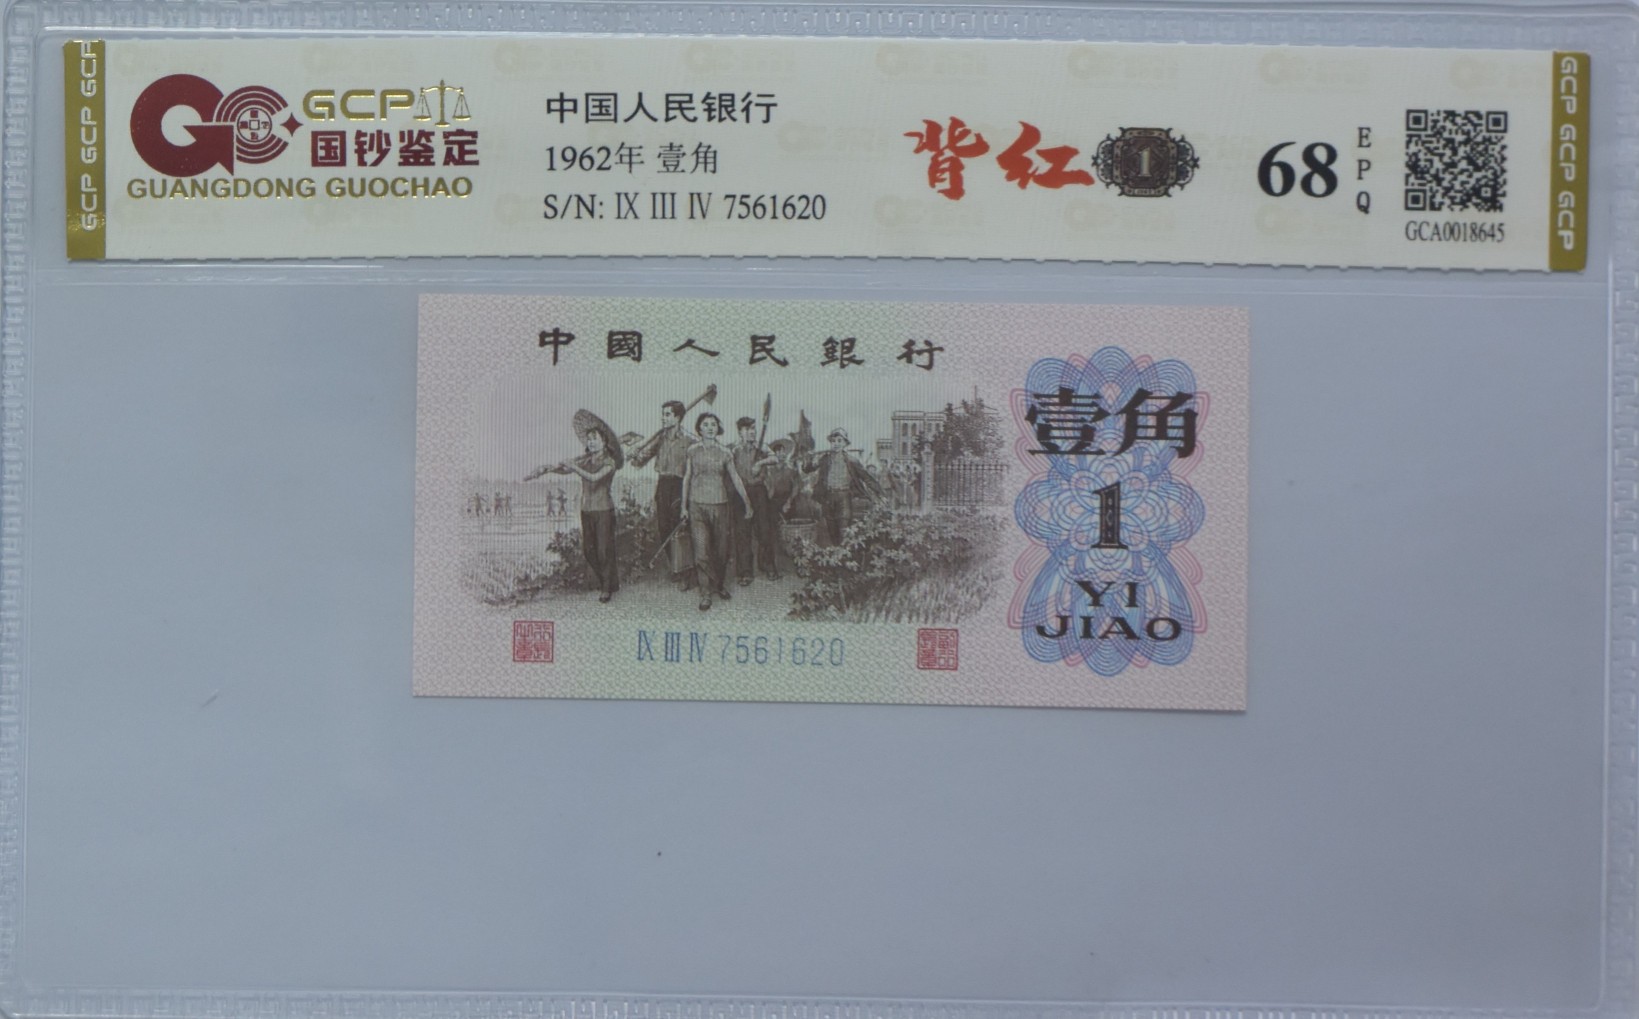 GCP GCP GCP
GCP
国钞鉴定
GUANGDONG GUOCHAO
中国人民银行
1962年 壹角
S/N: IX III IV 7561620
背红
1
68
EPQ
GCA0018645
GCP GCP GCP
中國人民銀行
壹角
1
YI
JIAO
IX III IV 7561620